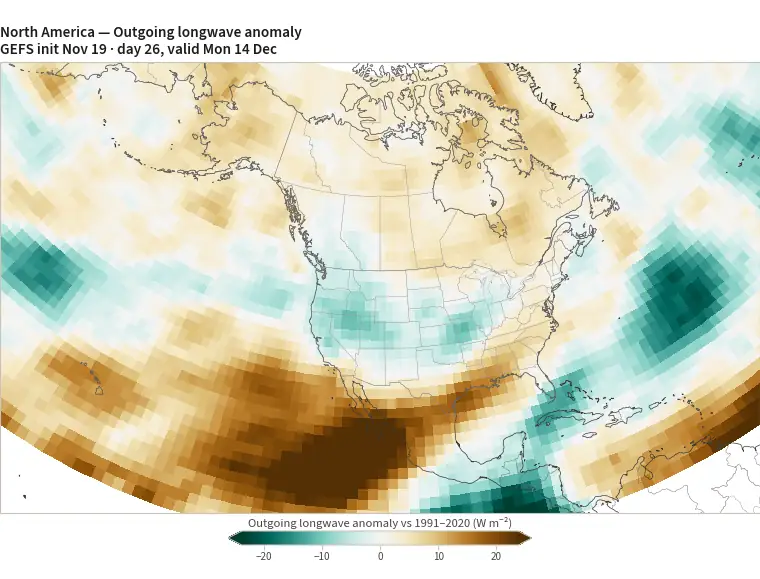 North America — Outgoing longwave anomaly
GEFS init Nov 19 · day 26, valid Mon 14 Dec
Outgoing longwave anomaly vs 1991–2020 (W m⁻²)
−20 −10 0 10 20